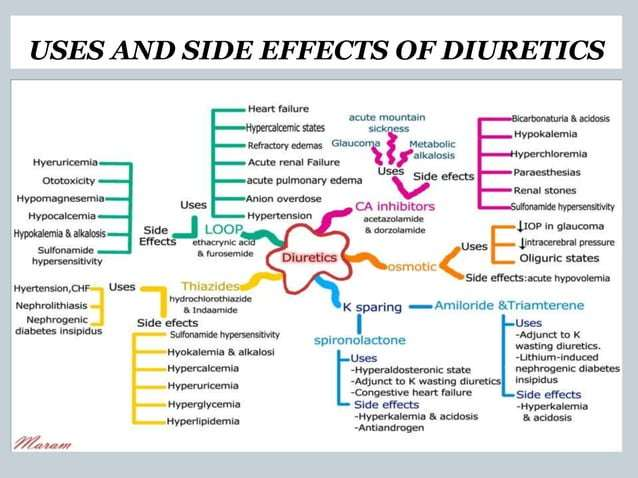 USES AND SIDE EFFECTS OF DIURETICS
Heart failure
Hypercalcemic states
Refractory edemas
Acute renal Failure
acute pulmonary edema
Anion overdose
Hypertension
Uses
LOOP
ethacrynic acid
& furosemide
Side
Effects
Hyeruricemia
Ototoxicity
Hypomagnesemia
Hypocalcemia
Hypokalemia & alkalosis
Sulfonamide
hypersensitivity
acute mountain
sickness
Glaucoma
Metabolic
alkalosis
Uses
Side efects
CA inhibitors
acetazolamide
& dorzolamide
Bicarbonaturia & acidosis
Hypokalemia
Hyperchloremia
Paraesthesias
Renal stones
Sulfonamide hypersensitivity
Diuretics
osmotic
Uses
↓IOP in glaucoma
↓intracerebral pressure
Oliguric states
Side effects:acute hypovolemia
Thiazides
hydrochlorothiazide
& Indaamide
Uses
Hyertension,CHF
Nephrolithiasis
Nephrogenic
diabetes insipidus
Side efects
Sulfonamide hypersensitivity
Hyokalemia & alkalosi
Hypercalcemia
Hyperuricemia
Hyperglycemia
Hyperlipidemia
K sparing
spironolactone
Uses
-Hyperaldosteronic state
-Adjunct to K wasting diuretics
-Congestive heart failure
Side effects
-Hyperkalemia & acidosis
-Antiandrogen
Amiloride &Triamterene
Uses
-Adjunct to K
wasting diuretics.
-Lithium-induced
nephrogenic diabetes
insipidus
Side effects
-Hyperkalemia
& acidosis
Maram